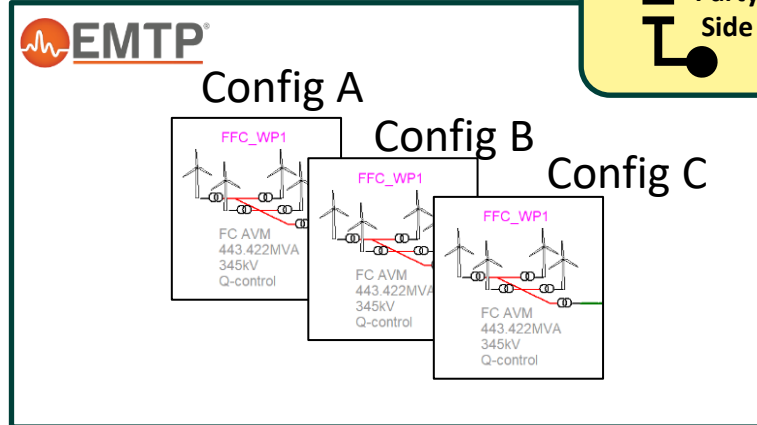 Party
Side
EMTP®
Config A
Config B
Config C
FFC_WP1
FC AVM
443.422MVA
345kV
Q-control
FFC_WP1
FC AVM
443.422MVA
345kV
Q-control
FFC_WP1
FC AVM
443.422MVA
345kV
Q-control